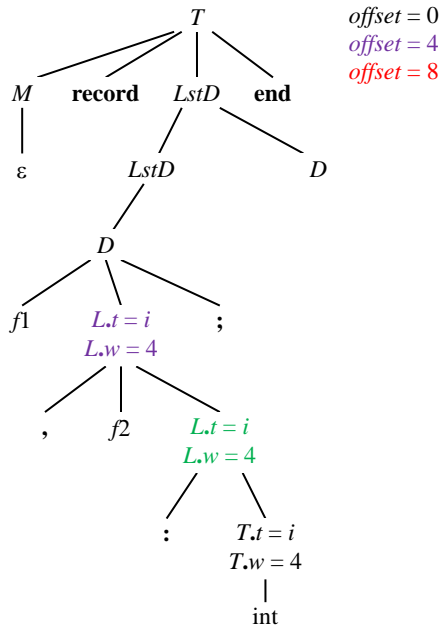 T
offset = 0
offset = 4
offset = 8
M record LstD end
ε LstD D
D
f1 L.t = i ;
L.w = 4
, f2 L.t = i
L.w = 4
: T.t = i
T.w = 4
int